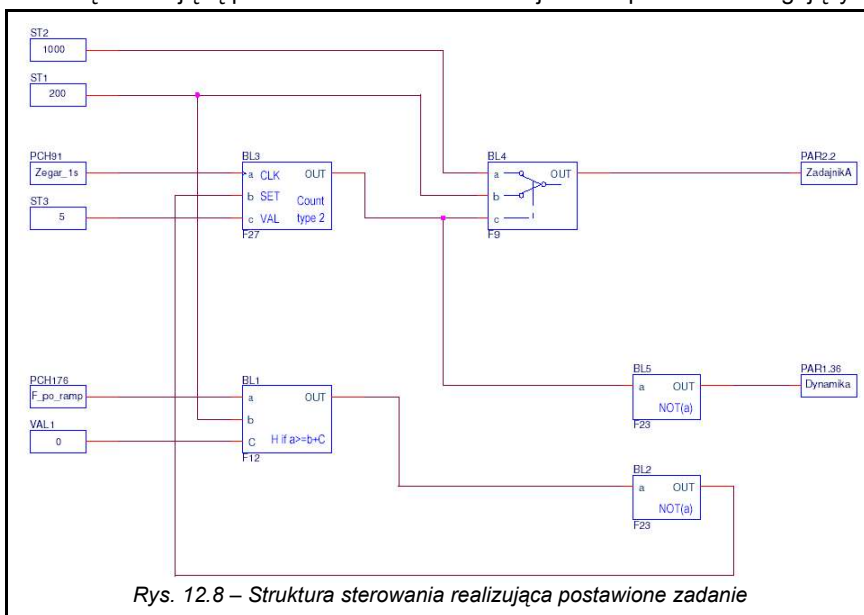 ST2
1000
ST1
200
PCH91
Zegar_1s
ST3
5
BL3
a CLK OUT
b SET Count
c VAL type 2
F27
BL4
a OUT
b
c
F9
PAR2.2
ZadajnikA
PCH176
F_po_ramp
VAL1
0
BL1
a OUT
b
C H if a>=b+C
F12
BL5
a OUT
NOT(a)
F23
PAR1.36
Dynamika
BL2
a OUT
NOT(a)
F23
Rys. 12.8 – Struktura sterowania realizująca postawione zadanie